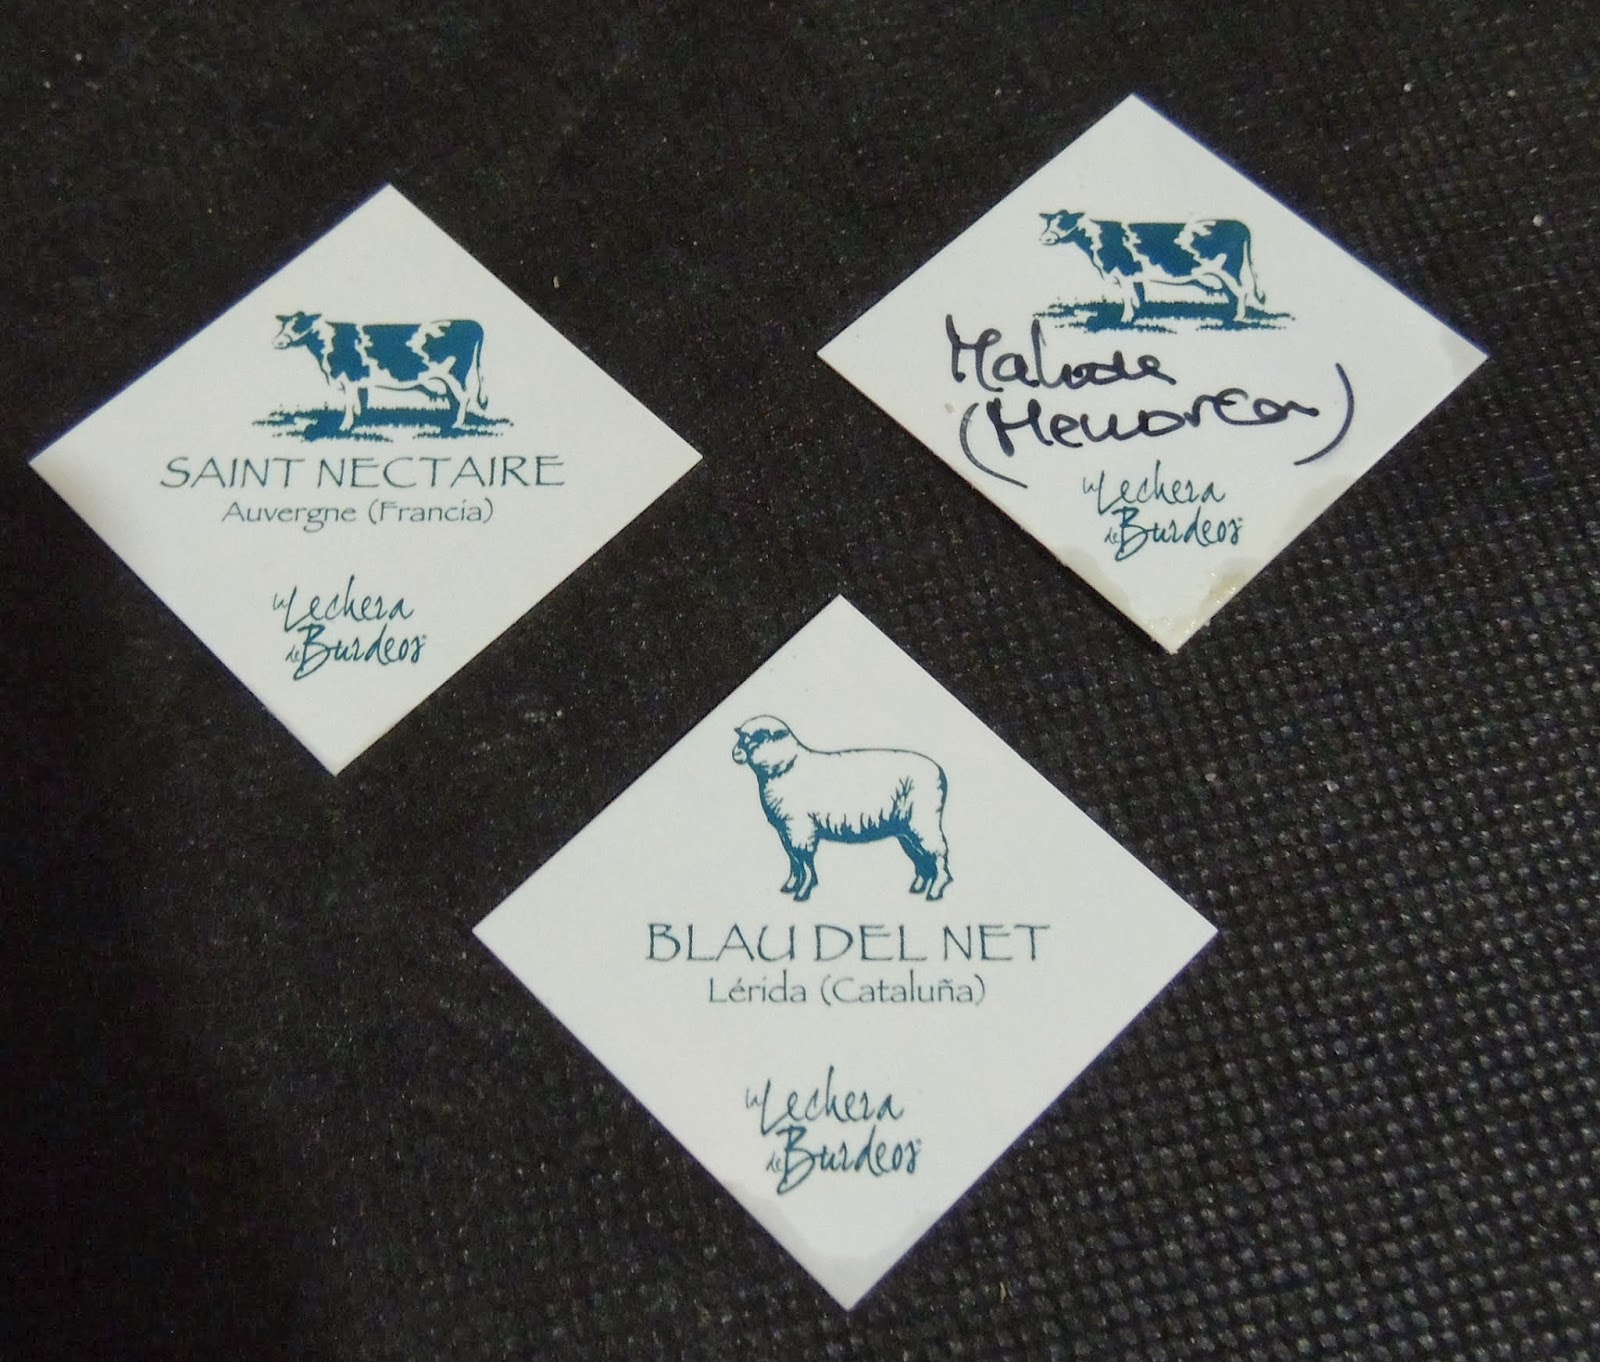 SAINT NECTAIRE
Auvergne (Francia)
La Lechera
de Burdeos
(Menorca)
La Lechera
de Burdeos
BLAU DEL NET
Lérida (Cataluña)
La Lechera
de Burdeos